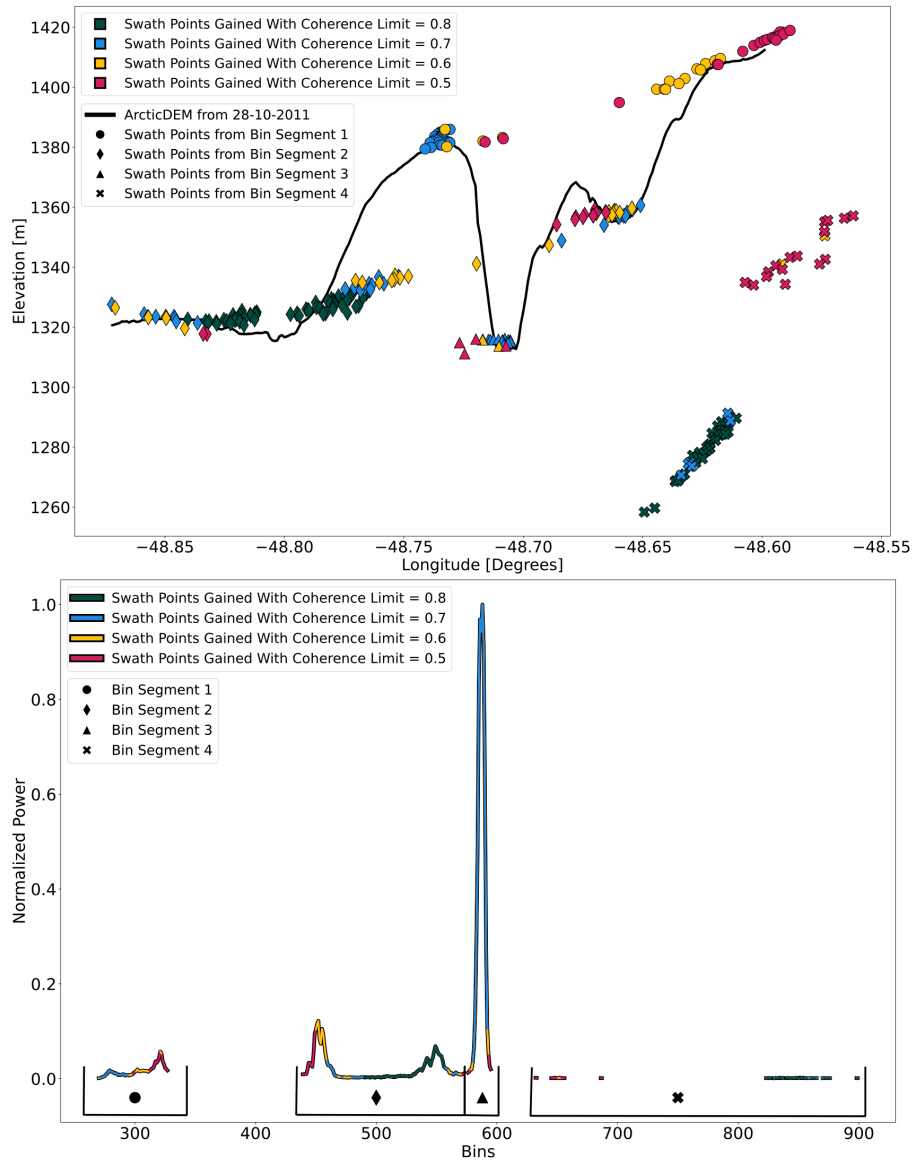 Swath Points Gained With Coherence Limit = 0.8
Swath Points Gained With Coherence Limit = 0.7
Swath Points Gained With Coherence Limit = 0.6
Swath Points Gained With Coherence Limit = 0.5
ArcticDEM from 28-10-2011
Swath Points from Bin Segment 1
Swath Points from Bin Segment 2
Swath Points from Bin Segment 3
Swath Points from Bin Segment 4
Elevation [m]
1420
1400
1380
1360
1340
1320
1300
1280
1260
−48.85 −48.80 −48.75 −48.70 −48.65 −48.60 −48.55
Longitude [Degrees]
Swath Points Gained With Coherence Limit = 0.8
Swath Points Gained With Coherence Limit = 0.7
Swath Points Gained With Coherence Limit = 0.6
Swath Points Gained With Coherence Limit = 0.5
Bin Segment 1
Bin Segment 2
Bin Segment 3
Bin Segment 4
Normalized Power
1.0
0.8
0.6
0.4
0.2
0.0
300 400 500 600 700 800 900
Bins